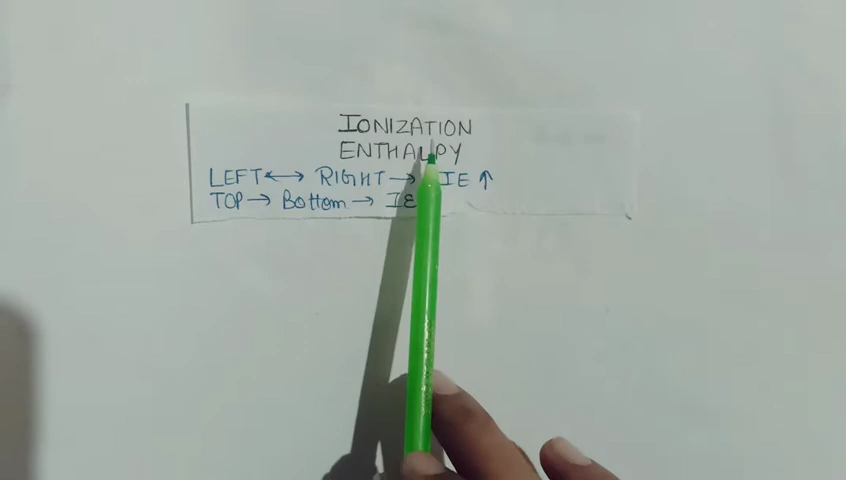 IONIZATION
ENTHALPY
LEFT ↔ RIGHT → IE ↑
TOP → Bottom → IE